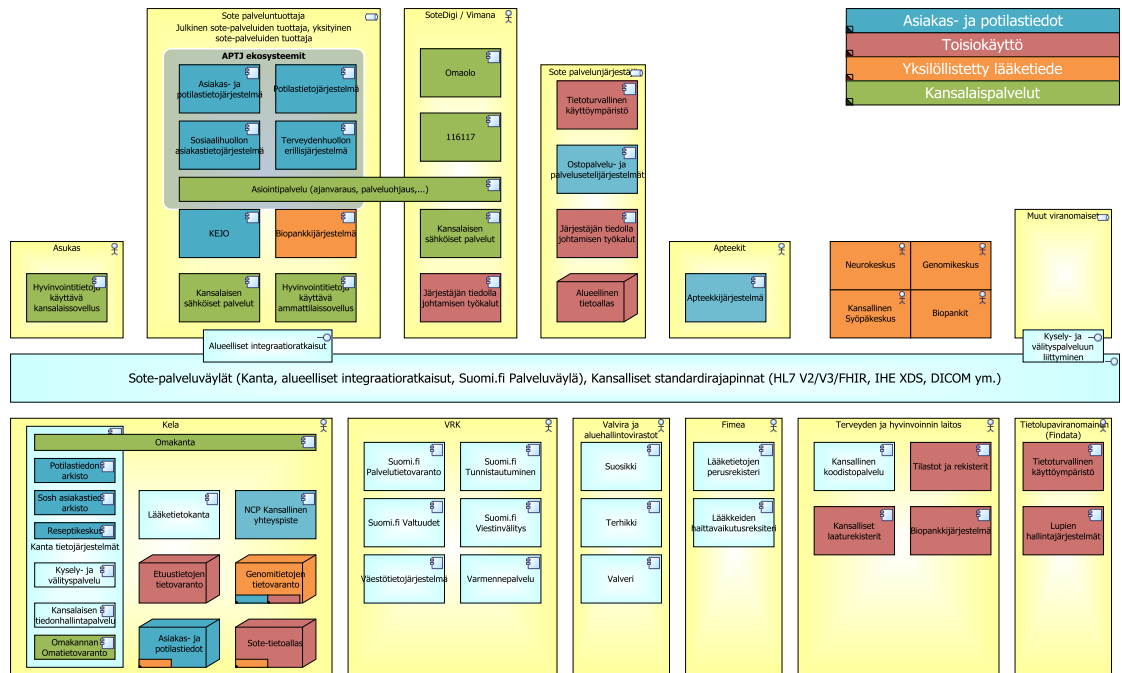 Sote palveluntuottaja
Julkinen sote-palveluiden tuottaja, yksityinen
sote-palveluiden tuottaja
APTJ ekosysteemit
Asiakas- ja
potilastietojärjestelmä
Potilastietojärjestelmä
Sosiaalihuollon
asiakastietojärjestelmä
Terveydenhuollon
erillisjärjestelmä
Asiointipalvelu (ajanvaraus, palveluohjaus,...)
KEJO
Biopankkijärjestelmä
Kansalaisen
sähköiset palvelut
Hyvinvointitietoja
käyttävä
ammattilaissovellus
SoteDigi / Vimana
Omaolo
116117
Kansalaisen
sähköiset palvelut
Järjestäjän tiedolla
johtamisen työkalut
Sote palvelunjärjestäjä
Tietoturvallinen
käyttöympäristö
Ostopalvelu- ja
palvelusetelijärjestelmät
Järjestäjän tiedolla
johtamisen työkalut
Alueellinen
tietoallas
Asiakas- ja potilastiedot
Toisiokäyttö
Yksilöllistetty lääketiede
Kansalaispalvelut
Asukas
Hyvinvointitietoja
käyttävä
kansalaissovellus
Apteekit
Apteekkijärjestelmä
Neurokeskus
Genomikeskus
Kansallinen
Syöpäkeskus
Biopankit
Muut viranomaiset
Alueelliset integraatioratkaisut
Kysely- ja
välityspalveluun
liittyminen
Sote-palveluväylät (Kanta, alueelliset integraatioratkaisut, Suomi.fi Palveluväylä), Kansalliset standardirajapinnat (HL7 V2/V3/FHIR, IHE XDS, DICOM ym.)
Kela
Omakanta
Potilastiedon
arkisto
Sosh asiakastiedon
arkisto
Reseptikeskus
Kanta tietojärjestelmät
Kysely- ja
välityspalvelu
Kansalaisen
tiedonhallintapalvelu
Omakannan
Omatietovaranto
Lääketietokanta
NCP Kansallinen
yhteyspiste
Etuustietojen
tietovaranto
Genomitietojen
tietovaranto
Asiakas- ja
potilastiedot
Sote-tietoallas
VRK
Suomi.fi
Palvelutietovaranto
Suomi.fi
Tunnistautuminen
Suomi.fi Valtuudet
Suomi.fi
Viestinvälitys
Väestötietojärjestelmä
Varmennepalvelu
Valvira ja
aluehallintovirastot
Suosikki
Terhikki
Valveri
Fimea
Lääketietojen
perusrekisteri
Lääkkeiden
haittavaikutusreksiteri
Terveyden ja hyvinvoinnin laitos
Kansallinen
koodistopalvelu
Tilastot ja rekisterit
Kansalliset
laaturekisterit
Biopankkijärjestelmä
Tietolupaviranomainen
(Findata)
Tietoturvallinen
käyttöympäristö
Lupien
hallintajärjestelmät